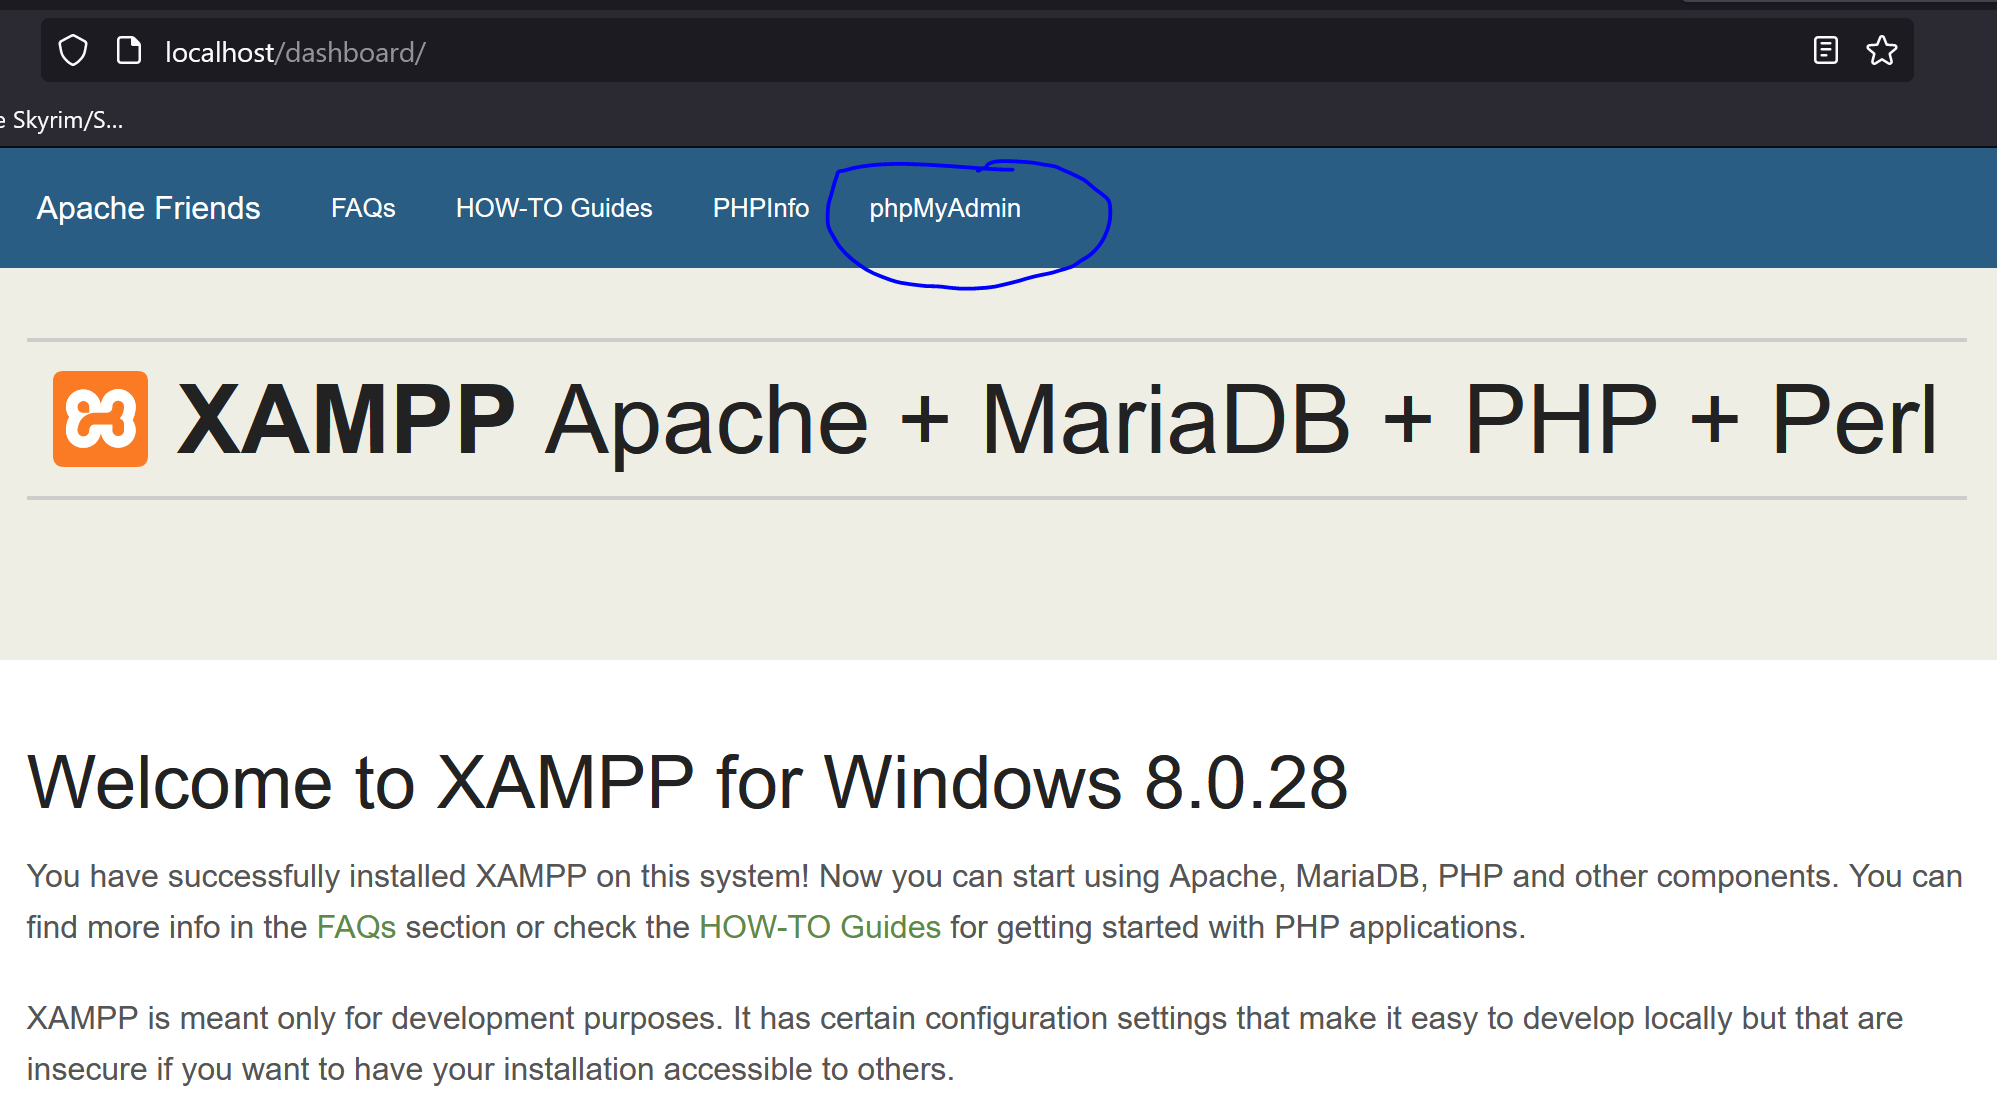 localhost/dashboard/
e Skyrim/S...
Apache Friends FAQs HOW-TO Guides PHPInfo phpMyAdmin
XAMPP Apache + MariaDB + PHP + Perl
Welcome to XAMPP for Windows 8.0.28
You have successfully installed XAMPP on this system! Now you can start using Apache, MariaDB, PHP and other components. You can
find more info in the FAQs section or check the HOW-TO Guides for getting started with PHP applications.
XAMPP is meant only for development purposes. It has certain configuration settings that make it easy to develop locally but that are
insecure if you want to have your installation accessible to others.